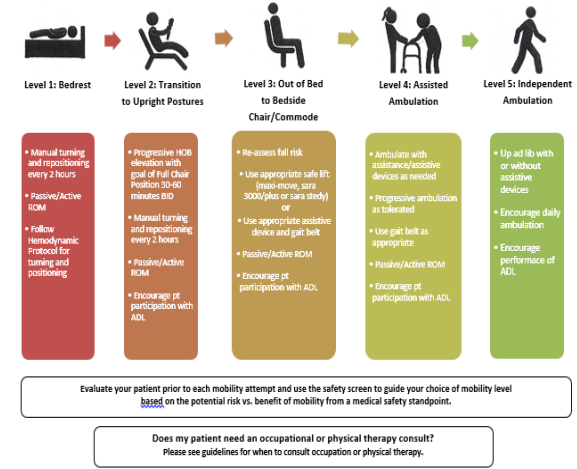 Level 1: Bedrest
Level 2: Transition
to Upright Postures
Level 3: Out of Bed
to Bedside
Chair/Commode
Level 4: Assisted
Ambulation
Level 5: Independent
Ambulation
• Manual turning
and repositioning
every 2 hours
• Passive/Active
ROM
• Follow
Hemodynamic
Protocol for
turning and
positioning
• Progressive HOB
elevation with
goal of Full Chair
Position 30-60
minutes BID
• Manual turning
and repositioning
every 2 hours
• Passive/Active
ROM
• Encourage pt
participation with
ADL
• Re-assess fall risk
• Use appropriate safe lift
(maxi-move, sara
3000/plus or sara stedy)
or
• Use appropriate assistive
device and gait belt
• Passive/Active ROM
• Encourage pt
participation with ADL
• Ambulate with
assistance/assistive
devices as needed
• Progressive ambulation
as tolerated
• Use gait belt as
appropriate
• Passive/Active ROM
• Encourage pt
participation with ADL
• Up ad lib with
or without
assistive
devices
• Encourage daily
ambulation
• Encourage
performace of
ADL
Evaluate your patient prior to each mobility attempt and use the safety screen to guide your choice of mobility level
based on the potential risk vs. benefit of mobility from a medical safety standpoint.
Does my patient need an occupational or physical therapy consult?
Please see guidelines for when to consult occupation or physical therapy.